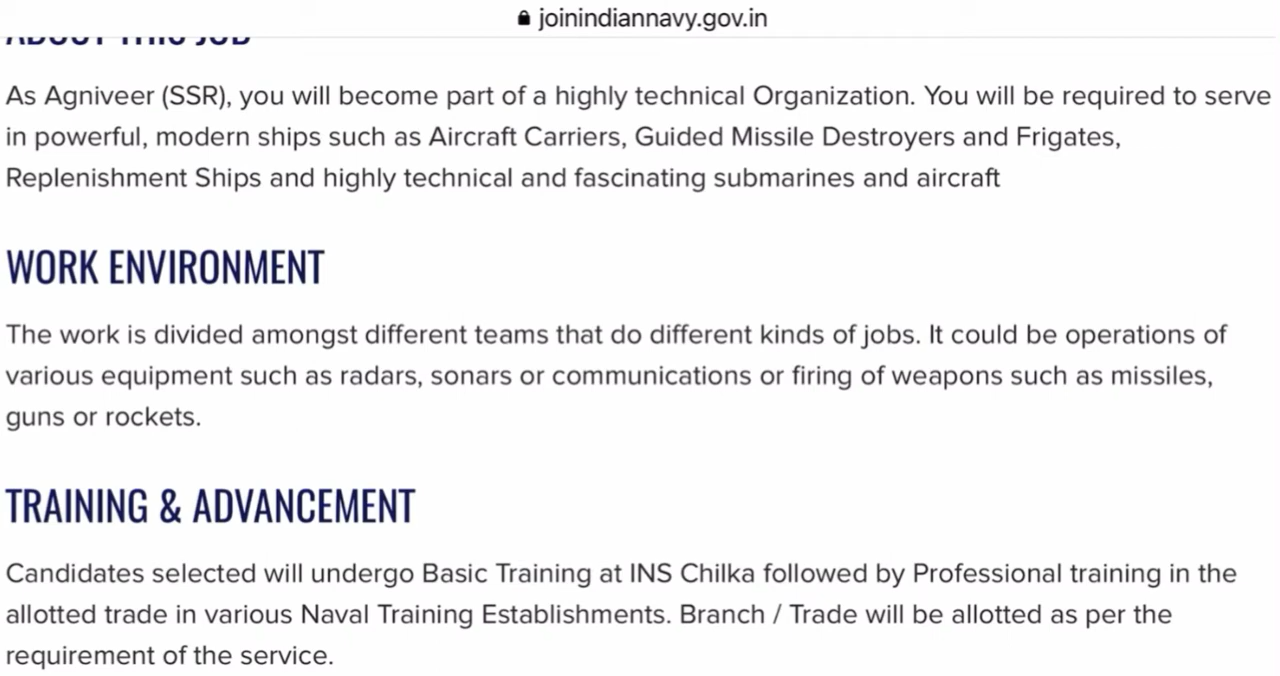 joinindiannavy.gov.in
ABOUT THIS JOB
As Agniveer (SSR), you will become part of a highly technical Organization. You will be required to serve
in powerful, modern ships such as Aircraft Carriers, Guided Missile Destroyers and Frigates,
Replenishment Ships and highly technical and fascinating submarines and aircraft
WORK ENVIRONMENT
The work is divided amongst different teams that do different kinds of jobs. It could be operations of
various equipment such as radars, sonars or communications or firing of weapons such as missiles,
guns or rockets.
TRAINING & ADVANCEMENT
Candidates selected will undergo Basic Training at INS Chilka followed by Professional training in the
allotted trade in various Naval Training Establishments. Branch / Trade will be allotted as per the
requirement of the service.